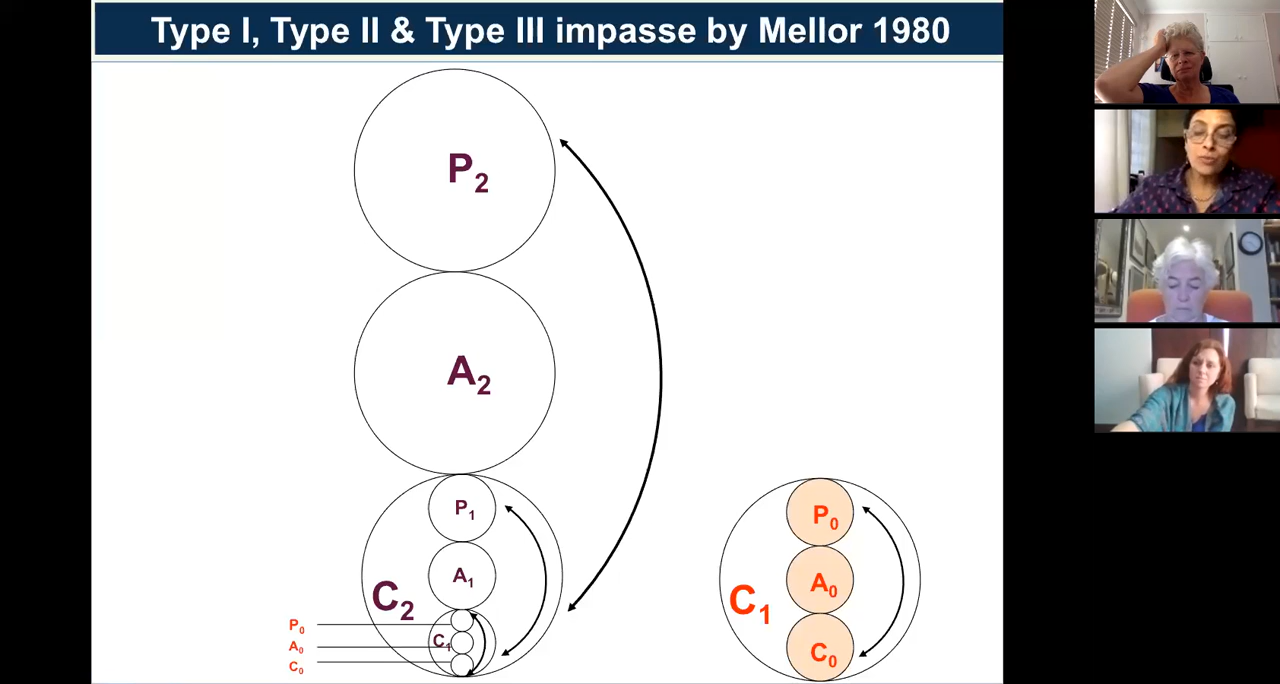 Type I, Type II & Type III impasse by Mellor 1980
P2
A2
P1
A1
C2
C1
P0
A0
C0
P0
A0
C1
C0